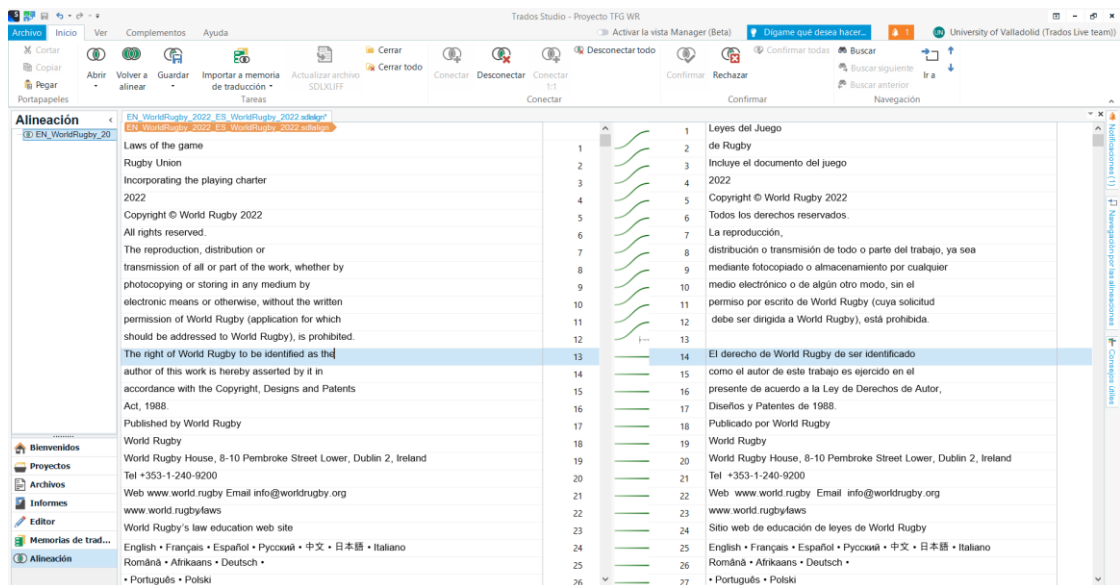 Trados Studio - Proyecto TFG WR
Archivo Inicio Ver Complementos Ayuda
Activar la vista Manager (Beta)
Dígame qué desea hacer...
1
University of Valladolid (Trados Live team))
Cortar
Copiar
Pegar
Portapapeles
Abrir
Volver a alinear
Guardar
Importar a memoria de traducción
Actualizar archivo SDLXLIFF
Tareas
Cerrar
Cerrar todo
Conectar
Desconectar
Conectar 1:1
Desconectar todo
Conectar
Confirmar
Rechazar
Confirmar todas
Confirmar
Buscar
Buscar siguiente
Buscar anterior
Ir a
Navegación
Alineación
EN_WorldRugby_20
EN_WorldRugby_2022_ES_WorldRugby_2022.sdlalign*
EN_WorldRugby_2022_ES_WorldRugby_2022.sdlalign
1 Leyes del Juego
Laws of the game 1 2 de Rugby
Rugby Union 2 3 Incluye el documento del juego
Incorporating the playing charter 3 4 2022
2022 4 5 Copyright © World Rugby 2022
Copyright © World Rugby 2022 5 6 Todos los derechos reservados.
All rights reserved. 6 7 La reproducción,
The reproduction, distribution or 7 8 distribución o transmisión de todo o parte del trabajo, ya sea
transmission of all or part of the work, whether by 8 9 mediante fotocopiado o almacenamiento por cualquier
photocopying or storing in any medium by 9 10 medio electrónico o de algún otro modo, sin el
electronic means or otherwise, without the written 10 11 permiso por escrito de World Rugby (cuya solicitud
permission of World Rugby (application for which 11 12 debe ser dirigida a World Rugby), está prohibida.
should be addressed to World Rugby), is prohibited. 12 13
The right of World Rugby to be identified as the 13 14 El derecho de World Rugby de ser identificado
author of this work is hereby asserted by it in 14 15 como el autor de este trabajo es ejercido en el
accordance with the Copyright, Designs and Patents 15 16 presente de acuerdo a la Ley de Derechos de Autor,
Act, 1988. 16 17 Diseños y Patentes de 1988.
Published by World Rugby 17 18 Publicado por World Rugby
World Rugby 18 19 World Rugby
World Rugby House, 8-10 Pembroke Street Lower, Dublin 2, Ireland 19 20 World Rugby House, 8-10 Pembroke Street Lower, Dublin 2, Ireland
Tel +353-1-240-9200 20 21 Tel +353-1-240-9200
Web www.world.rugby Email info@worldrugby.org 21 22 Web www.world.rugby Email info@worldrugby.org
www.world.rugby/laws 22 23 www.world.rugby/laws
World Rugby's law education web site 23 24 Sitio web de educación de leyes de World Rugby
English • Français • Español • Русский • 中文 • 日本語 • Italiano 24 25 English • Français • Español • Русский • 中文 • 日本語 • Italiano
Română • Afrikaans • Deutsch • 25 26 Română • Afrikaans • Deutsch •
• Português • Polski 26 27 • Português • Polski
Bienvenidos
Proyectos
Archivos
Informes
Editor
Memorias de trad...
Alineación
Notificaciones (1)
Navegación por las alineaciones
Consejos útiles